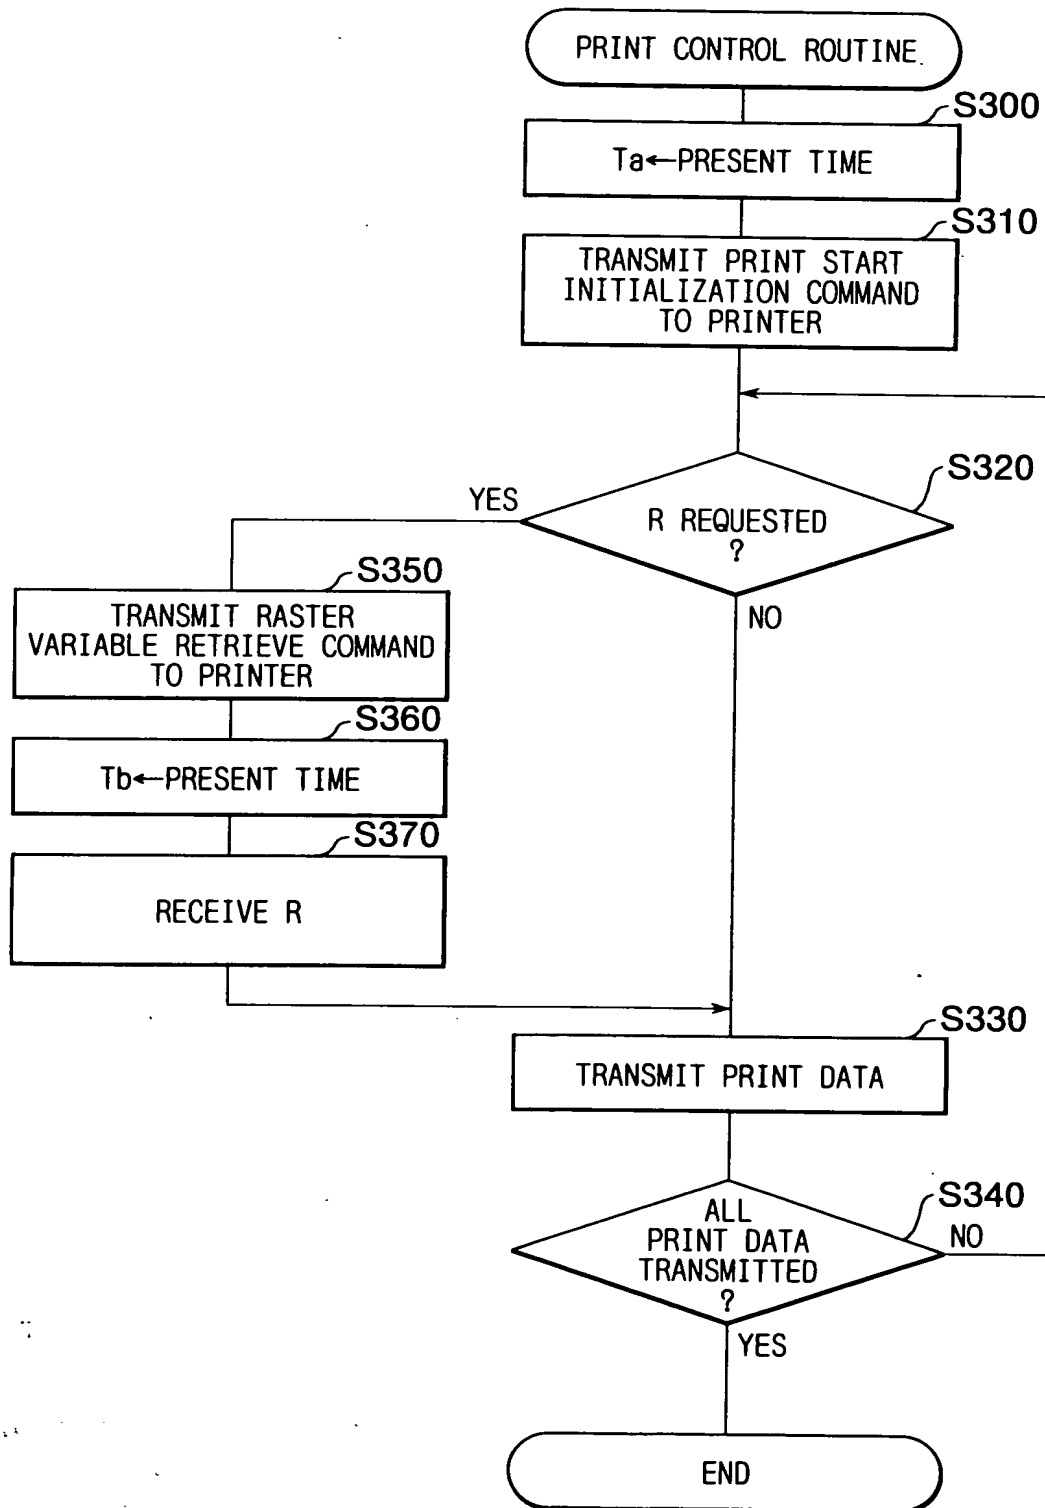 PRINT CONTROL ROUTINE
S300
Ta←PRESENT TIME
S310
TRANSMIT PRINT START
INITIALIZATION COMMAND
TO PRINTER
S320
YES
R REQUESTED
?
NO
S350
TRANSMIT RASTER
VARIABLE RETRIEVE COMMAND
TO PRINTER
S360
Tb←PRESENT TIME
S370
RECEIVE R
S330
TRANSMIT PRINT DATA
S340
ALL
PRINT DATA
TRANSMITTED
?
NO
YES
END